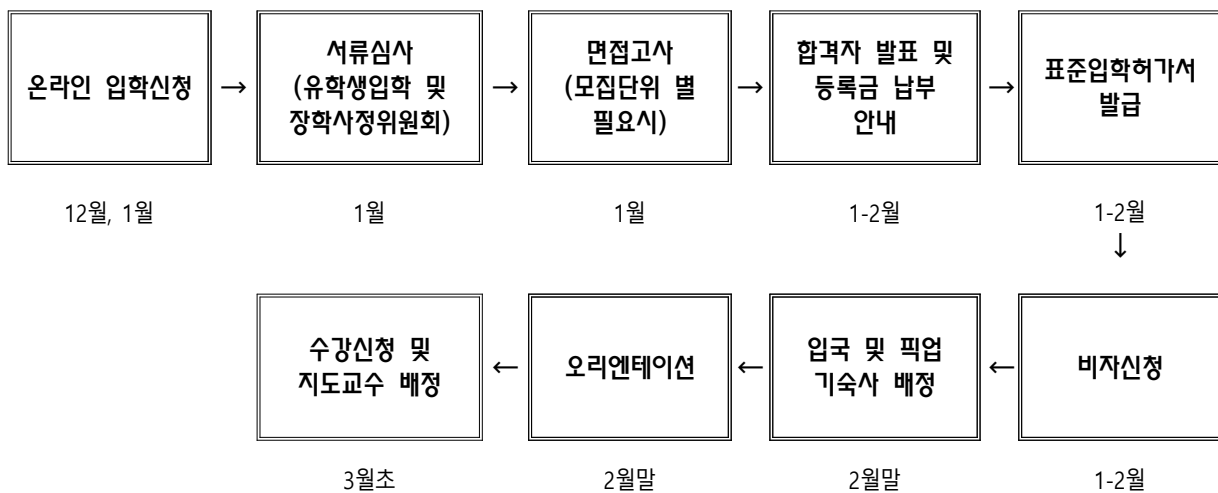 온라인 입학신청
→
서류심사
(유학생입학 및
장학사정위원회)
→
면접고사
(모집단위 별
필요시)
→
합격자 발표 및
등록금 납부
안내
→
표준입학허가서
발급
12월, 1월
1월
1월
1-2월
1-2월
↓
비자신청
←
입국 및 픽업
기숙사 배정
←
오리엔테이션
←
수강신청 및
지도교수 배정
3월초
2월말
2월말
1-2월